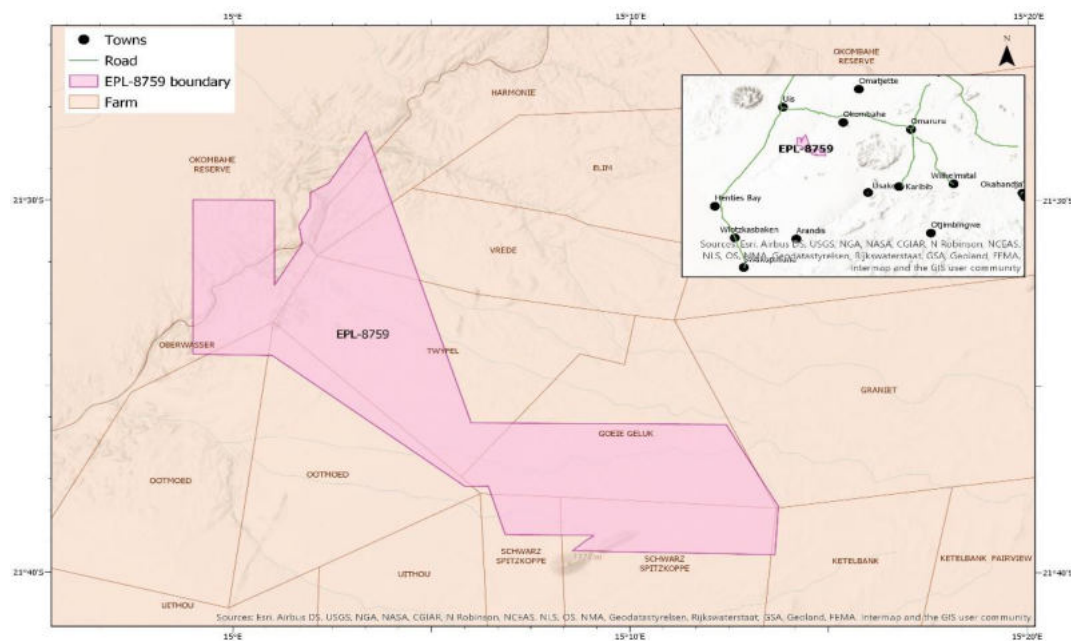 15°E
15°10'E
15°20'E
Towns
Road
EPL-8759 boundary
Farm
N
OKOMBAHE
RESERVE
HARMONIE
Omatjette
Uis
Okombahe
Omaruru
EPL-8759
Wilhelmstal
Usakos
Karibib
Okahandja
Henties Bay
Otjimbingwe
Wlotzkasbaken
Arandis
Swakopmund
Sources: Esri, Airbus DS, USGS, NGA, NASA, CGIAR, N Robinson, NCEAS,
NLS, OS, NMA, Geodatastyrelsen, Rijkswaterstaat, GSA, Geoland, FEMA,
Intermap and the GIS user community
OKOMBAHE
RESERVE
ELIM
21°30'S
21°30'S
VREDE
EPL-8759
OBERWASSER
TWYFEL
GRANIET
GOEIE GELUK
OOTMOED
OOTMOED
SCHWARZ
SPITZKOPPE
SCHWARZ
SPITZKOPPE
KETELBANK
KETELBANK PAIRVIEW
21°40'S
21°40'S
UITHOU
UITHOU
Sources: Esri, Airbus DS, USGS, NGA, NASA, CGIAR, N Robinson, NCEAS, NLS, OS, NMA, Geodatastyrelsen, Rijkswaterstaat, GSA, Geoland, FEMA, Intermap and the GIS user community
15°E
15°10'E
15°20'E